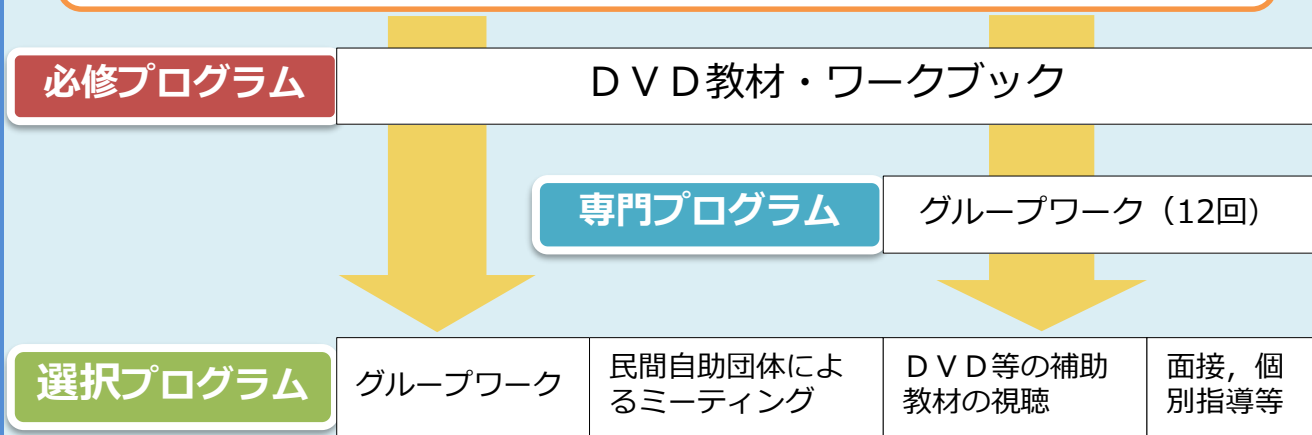 必修プログラム
ＤＶＤ教材・ワークブック
専門プログラム
グループワーク（12回）
選択プログラム
グループワーク
民間自助団体によ
るミーティング
ＤＶＤ等の補助
教材の視聴
面接，個
別指導等